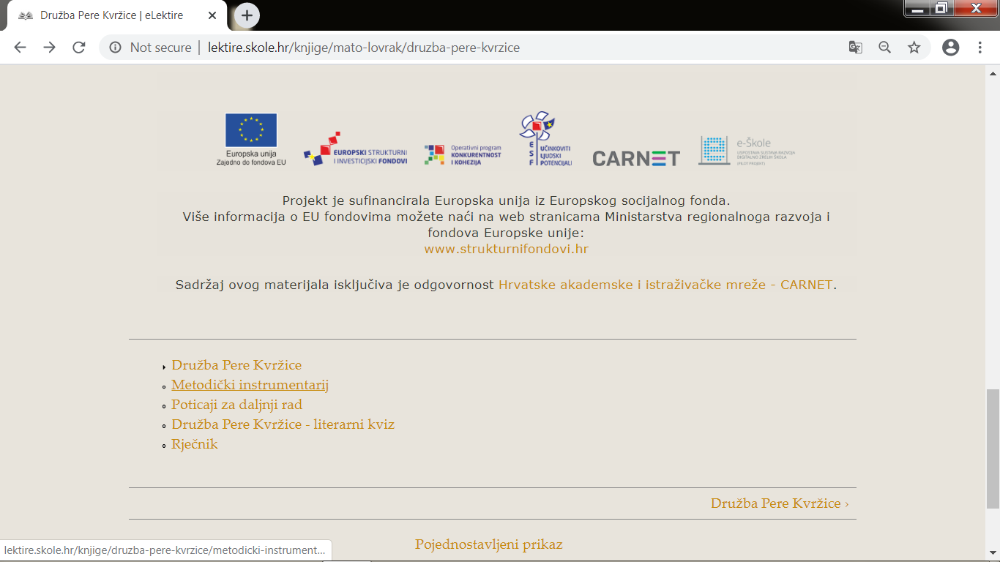 Družba Pere Kvržice | eLektire
Not secure | lektire.skole.hr/knjige/mato-lovrak/druzba-pere-kvrzice
Europska unija
Zajedno do fondova EU
EUROPSKI STRUKTURNI
I INVESTICIJSKI FONDOVI
Operativni program
KONKURENTNOST
I KOHEZIJA
ESF
UČINKOVITI
LJUDSKI
POTENCIJALI
CARNET
e-Škole
USPOSTAVA SUSTAVA RAZVOJA
DIGITALNO ZRELIH ŠKOLA
(PILOT PROJEKT)
Projekt je sufinancirala Europska unija iz Europskog socijalnog fonda.
Više informacija o EU fondovima možete naći na web stranicama Ministarstva regionalnoga razvoja i
fondova Europske unije:
www.strukturnifondovi.hr
Sadržaj ovog materijala isključiva je odgovornost Hrvatske akademske i istraživačke mreže - CARNET.
Družba Pere Kvržice
Metodički instrumentarij
Poticaji za daljnji rad
Družba Pere Kvržice - literarni kviz
Rječnik
Družba Pere Kvržice ›
Pojednostavljeni prikaz
lektire.skole.hr/knjige/druzba-pere-kvrzice/metodicki-instrument...